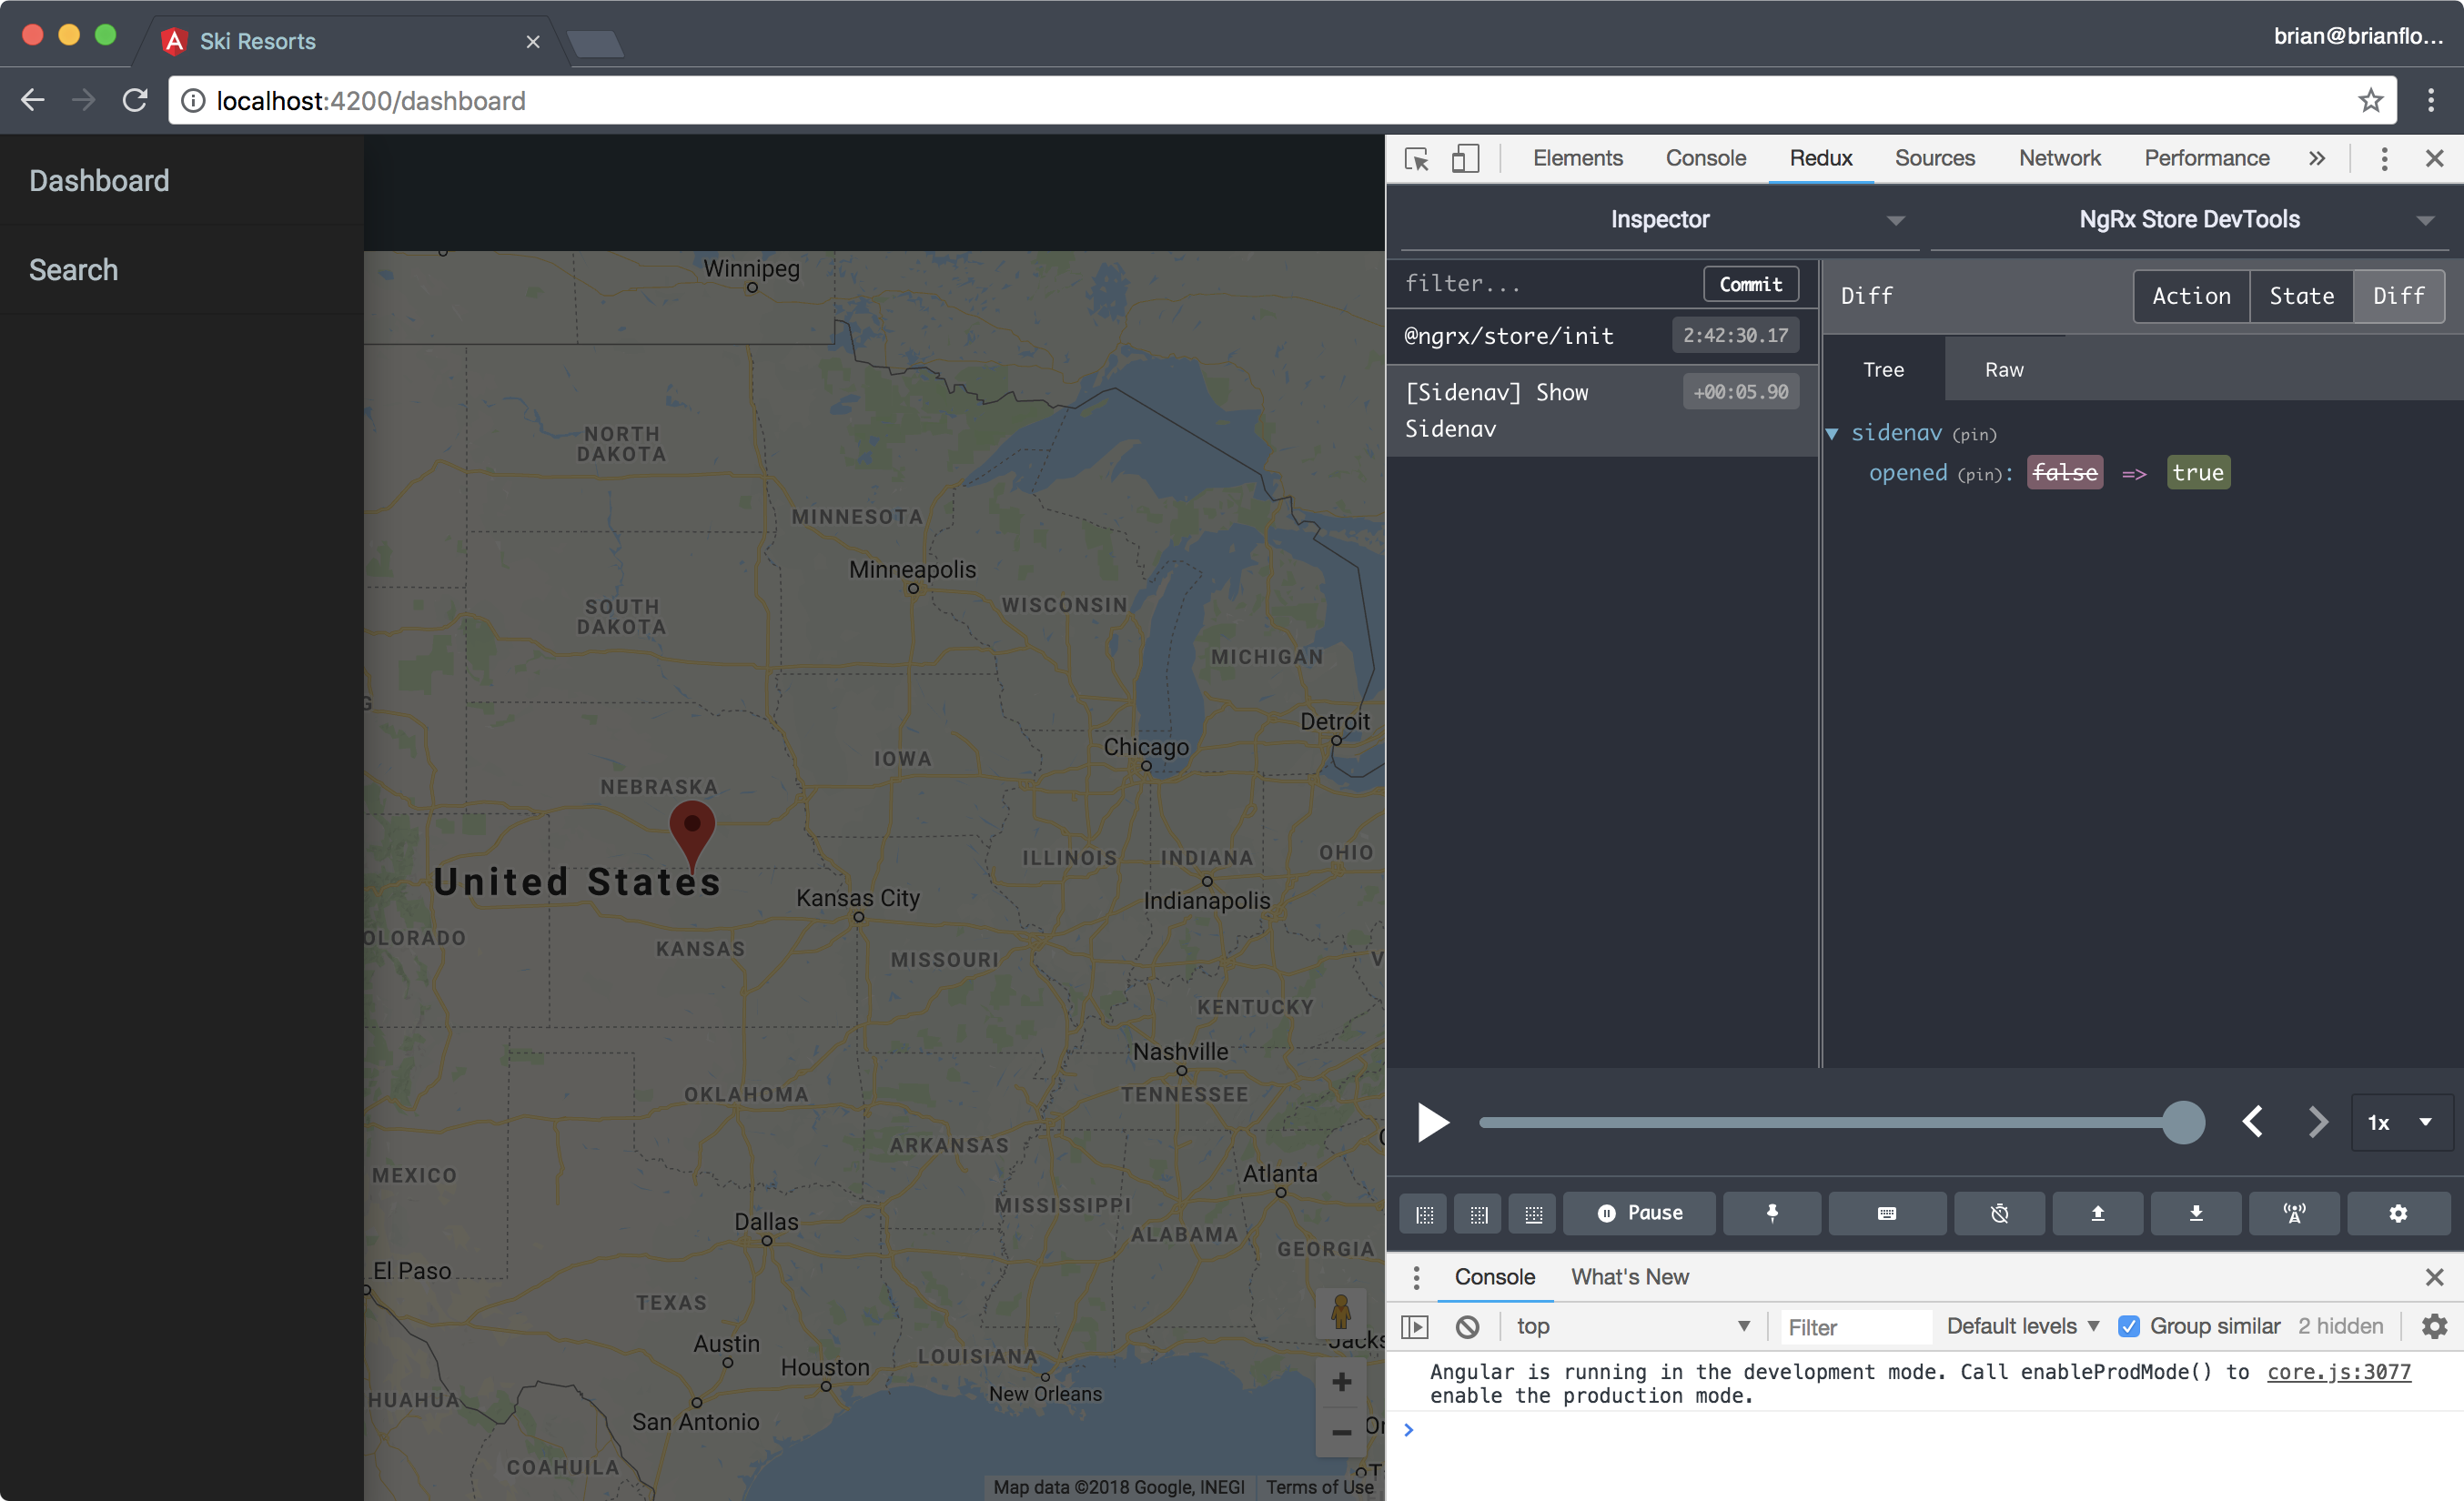 Ski Resorts
brian@brianflo...
localhost:4200/dashboard
Dashboard
Search
Winnipeg
NORTH
DAKOTA
MINNESOTA
Minneapolis
SOUTH
DAKOTA
WISCONSIN
MICHIGAN
Detroit
Chicago
IOWA
NEBRASKA
ILLINOIS
INDIANA
OHIO
United States
Kansas City
Indianapolis
OLORADO
KANSAS
MISSOURI
KENTUCKY
Nashville
TENNESSEE
OKLAHOMA
ARKANSAS
MEXICO
Atlanta
MISSISSIPPI
Dallas
ALABAMA
GEORGIA
El Paso
TEXAS
Austin
Jacks
Houston
LOUISIANA
New Orleans
HUAHUA
San Antonio
COAHUILA
Map data ©2018 Google, INEGI
Terms of Use
Elements Console Redux Sources Network Performance »
Inspector
NgRx Store DevTools
filter...
Commit
@ngrx/store/init
2:42:30.17
[Sidenav] Show
Sidenav
+00:05.90
Diff
Action State Diff
Tree Raw
sidenav (pin)
opened (pin): false => true
1x
Pause
Console What's New
top Filter Default levels Group similar 2 hidden
Angular is running in the development mode. Call enableProdMode() to core.js:3077
enable the production mode.